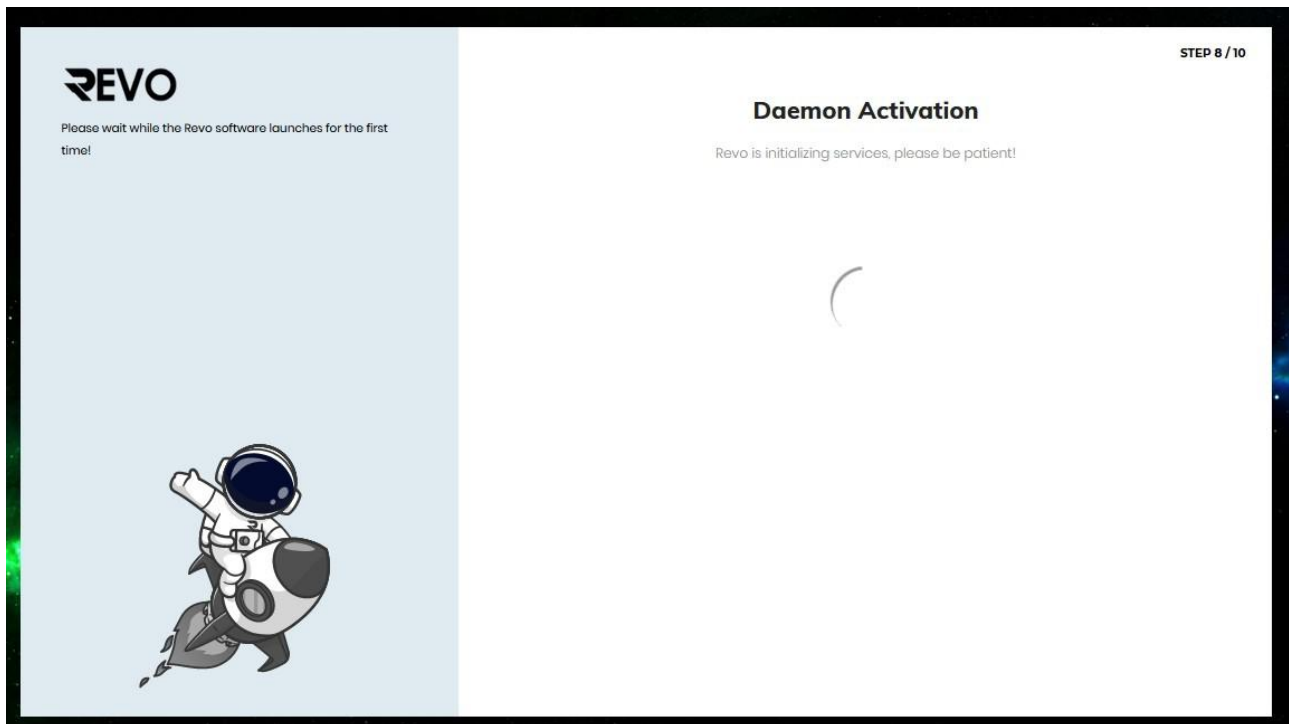 REVO
Please wait while the Revo software launches for the first
time!
STEP 8 / 10
Daemon Activation
Revo is initializing services, please be patient!